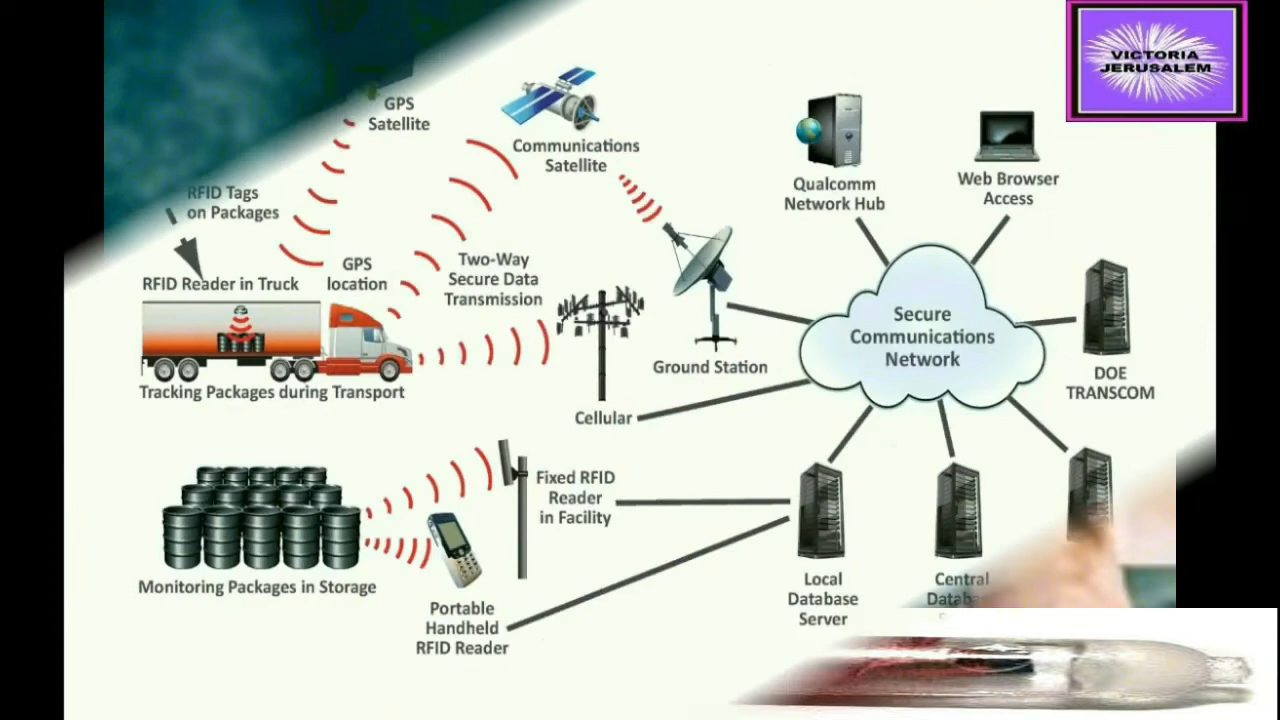 VICTORIA
JERUSALEM
GPS
Satellite
Communications
Satellite
Qualcomm
Network Hub
Web Browser
Access
RFID Tags
on Packages
RFID Reader in Truck
GPS
location
Two-Way
Secure Data
Transmission
Secure
Communications
Network
Ground Station
DOE
TRANSCOM
Tracking Packages during Transport
Cellular
Fixed RFID
Reader
in Facility
Monitoring Packages in Storage
Portable
Handheld
RFID Reader
Local
Database
Server
Central